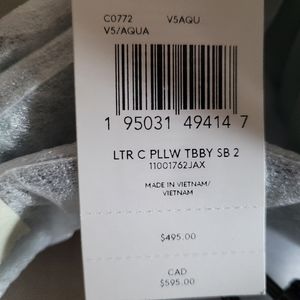 C0772 V5AQU
V5/AQUA
1 95031 49414 7
LTR C PLLW TBBY SB 2
11001762JAX
MADE IN VIETNAM/
VIETNAM
$495.00
CAD
$595.00